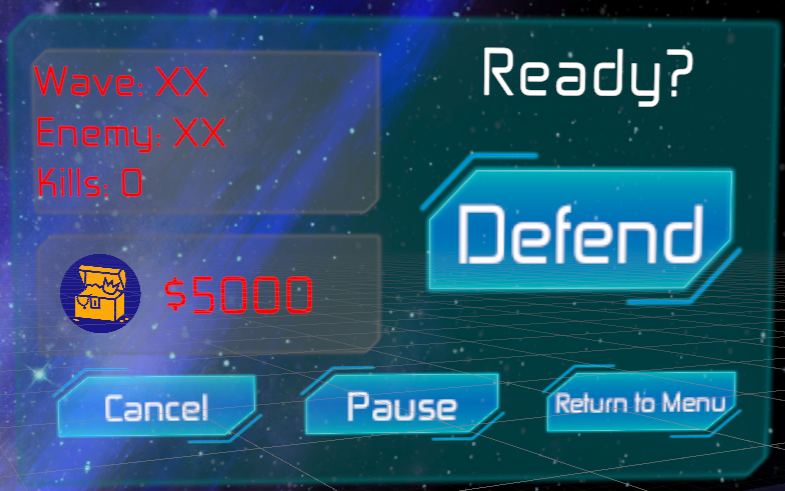 Wave: XX
Enemy: XX
Kills: 0
$5000
Ready?
Defend
Cancel
Pause
Return to Menu